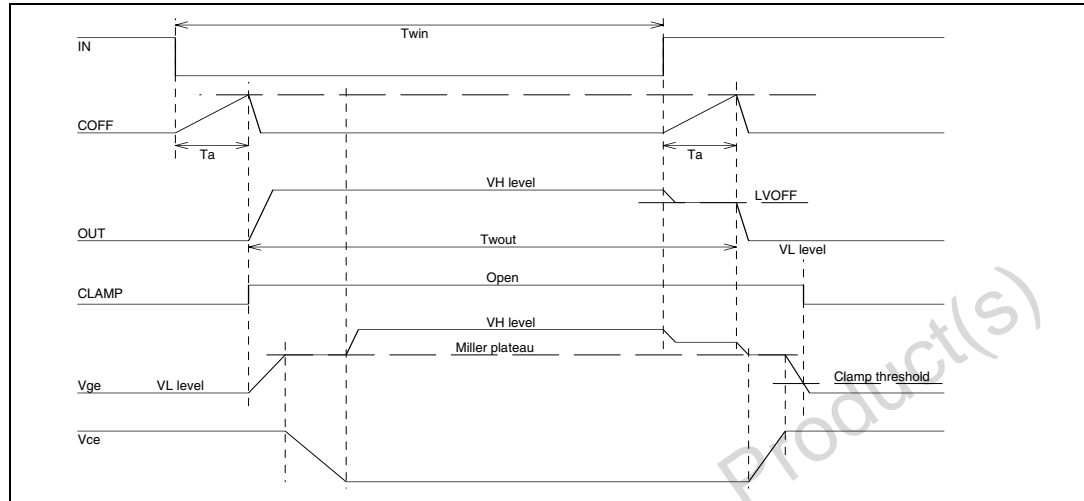 Twin
IN
COFF
Ta
Ta
VH level
LVOFF
OUT
Twout
VL level
Open
CLAMP
VH level
Miller plateau
Clamp threshold
Vge
VL level
Vce
Product(s)